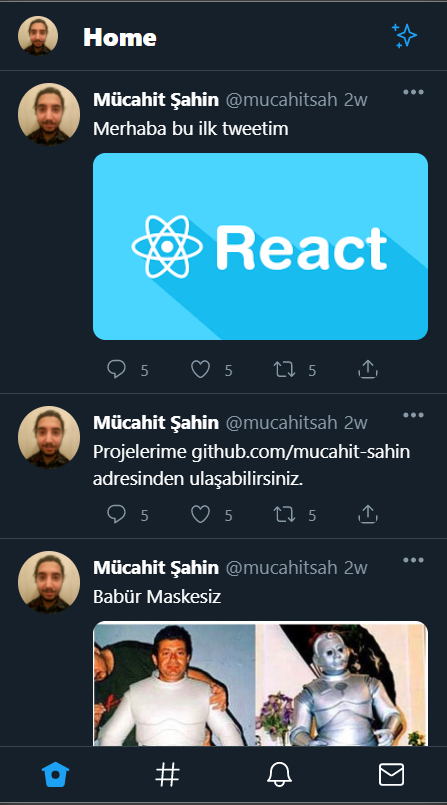 Home
Mücahit Şahin @mucahitsah 2w
Merhaba bu ilk tweetim
React
5 5 5
Mücahit Şahin @mucahitsah 2w
Projelerime github.com/mucahit-sahin
adresinden ulaşabilirsiniz.
5 5 5
Mücahit Şahin @mucahitsah 2w
Babür Maskesiz